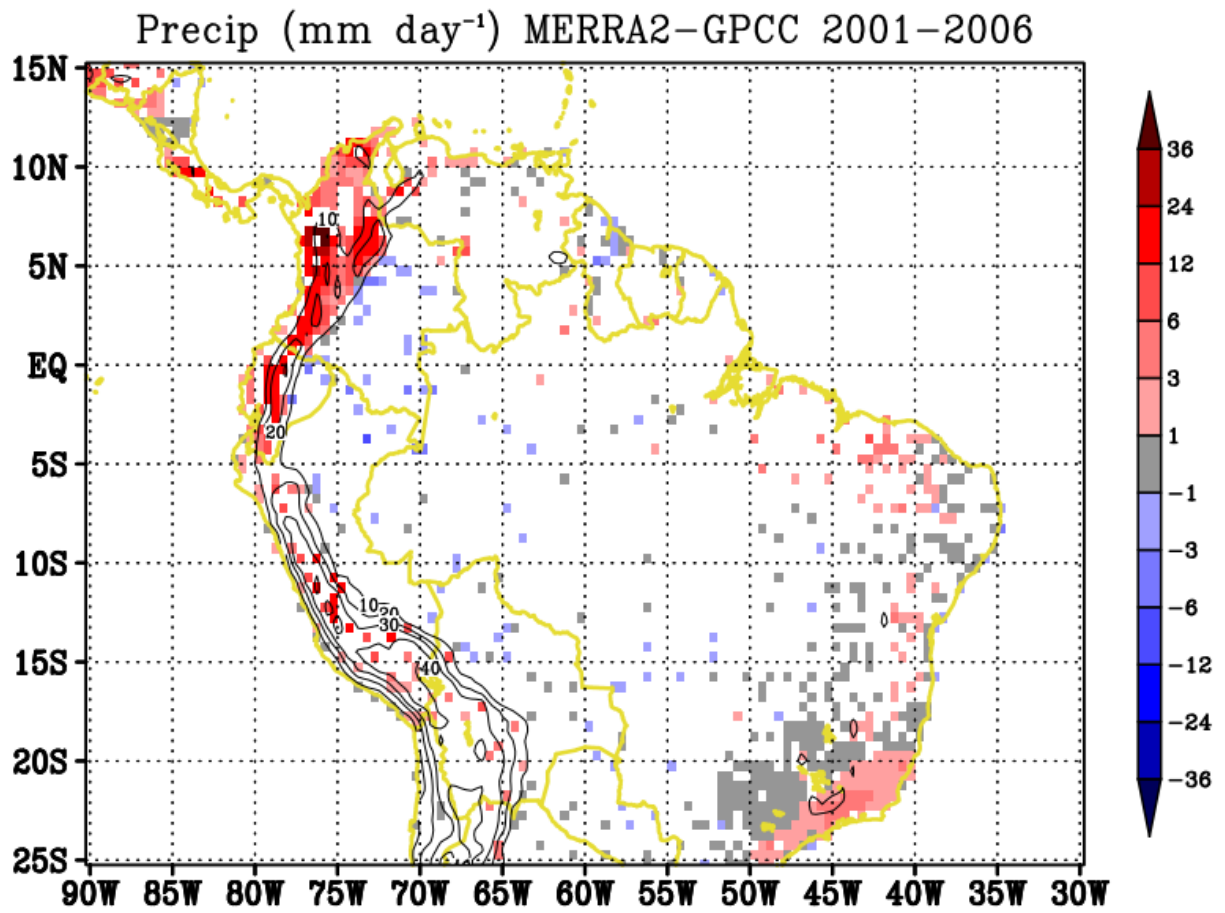 Precip (mm day⁻¹) MERRA2-GPCC 2001-2006
15N
10N
5N
EQ
5S
10S
15S
20S
25S
90W 85W 80W 75W 70W 65W 60W 55W 50W 45W 40W 35W 30W
36
24
12
6
3
1
-1
-3
-6
-12
-24
-36
10
20
10
20
30
40